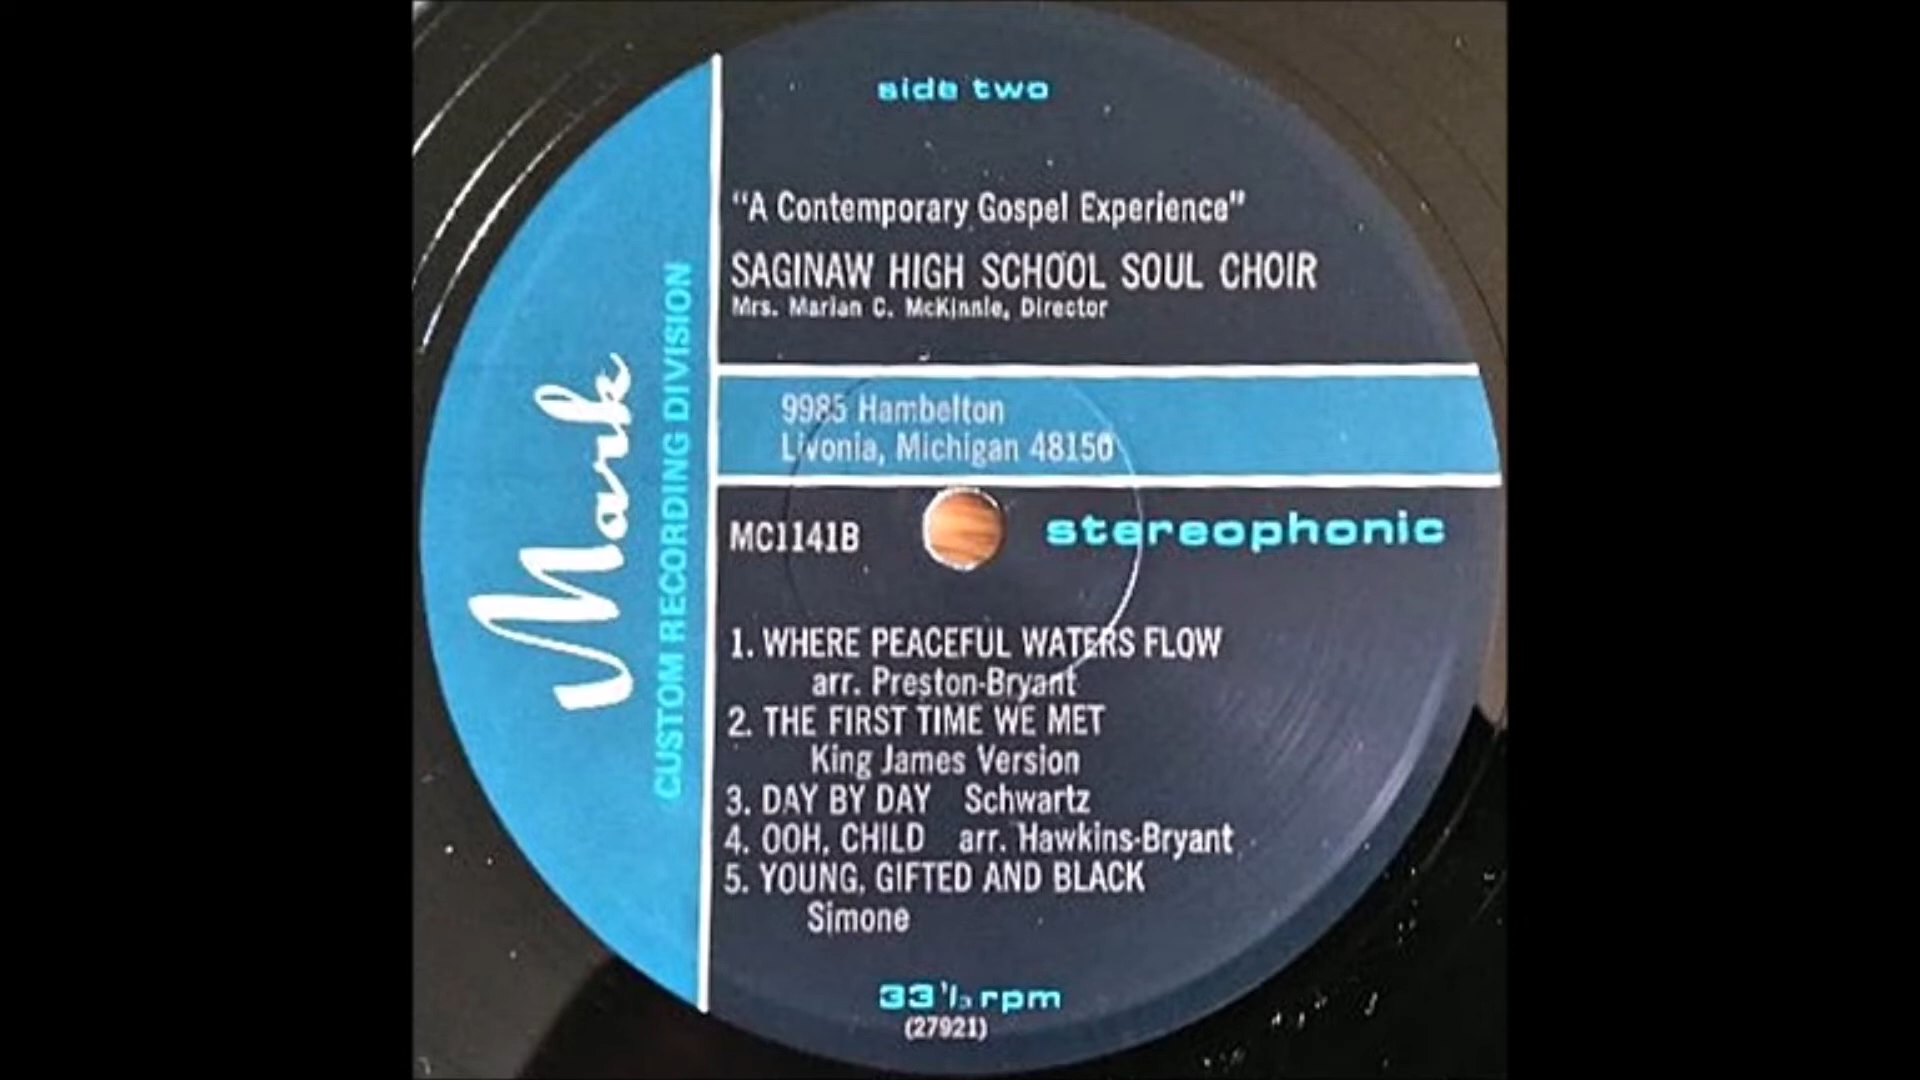 side two
"A Contemporary Gospel Experience"
SAGINAW HIGH SCHOOL SOUL CHOIR
Mrs. Marian C. McKinnie, Director
Mark
CUSTOM RECORDING DIVISION
9985 Hambelton
Livonia, Michigan 48150
MC1141B
stereophonic
1. WHERE PEACEFUL WATERS FLOW
arr. Preston-Bryant
2. THE FIRST TIME WE MET
King James Version
3. DAY BY DAY Schwartz
4. OOH, CHILD arr. Hawkins-Bryant
5. YOUNG, GIFTED AND BLACK
Simone
33 1/3 rpm
(27921)